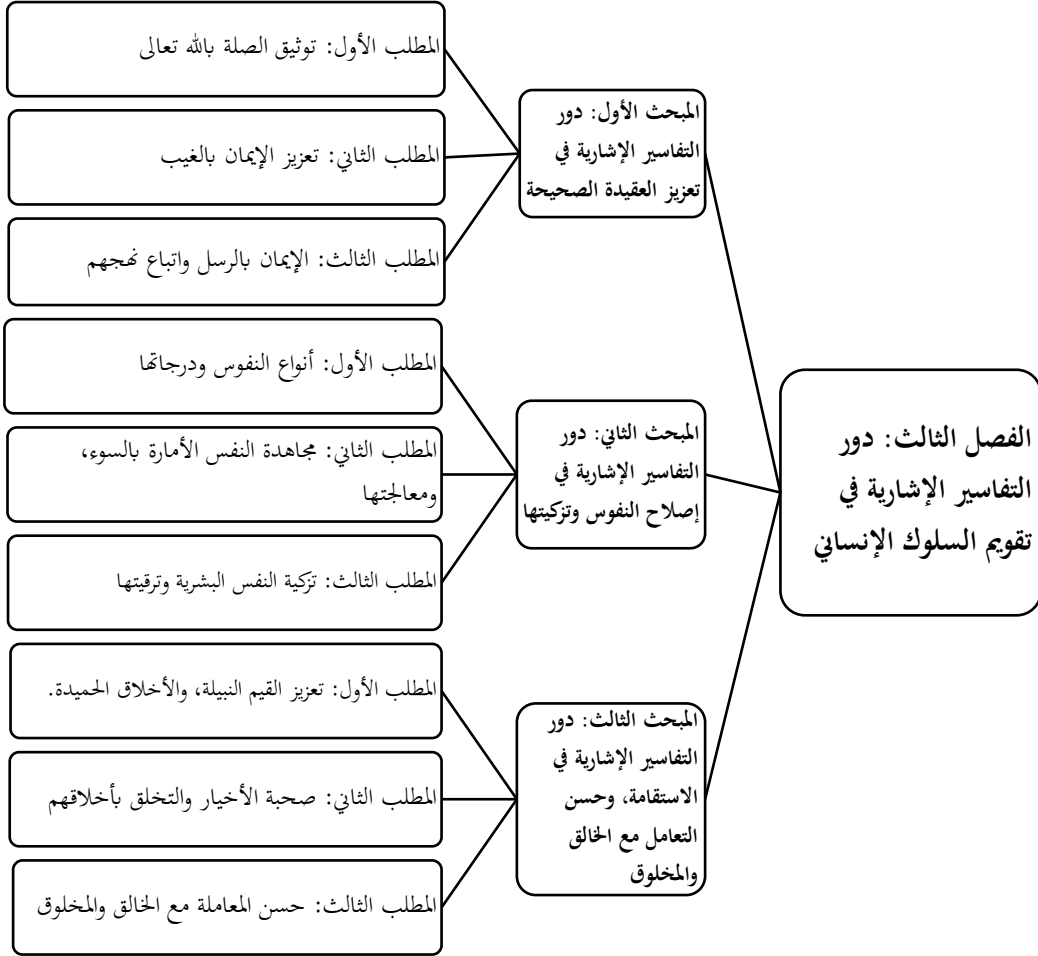 الفصل الثالث: دور
التفاسير الإشارية في
تقويم السلوك الإنساني
المبحث الأول: دور
التفاسير الإشارية في
تعزيز العقيدة الصحيحة
المطلب الأول: توثيق الصلة بالله تعالى
المطلب الثاني: تعزيز الإيمان بالغيب
المطلب الثالث: الإيمان بالرسل واتباع نهجهم
المبحث الثاني: دور
التفاسير الإشارية في
إصلاح النفوس وتزكيتها
المطلب الأول: أنواع النفوس ودرجاتها
المطلب الثاني: مجاهدة النفس الأمارة بالسوء،
ومعالجتها
المطلب الثالث: تزكية النفس البشرية وترقيتها
المبحث الثالث: دور
التفاسير الإشارية في
الاستقامة، وحسن
التعامل مع الخالق
والمخلوق
المطلب الأول: تعزيز القيم النبيلة، والأخلاق الحميدة.
المطلب الثاني: صحبة الأخيار والتخلق بأخلاقهم
المطلب الثالث: حسن المعاملة مع الخالق والمخلوق